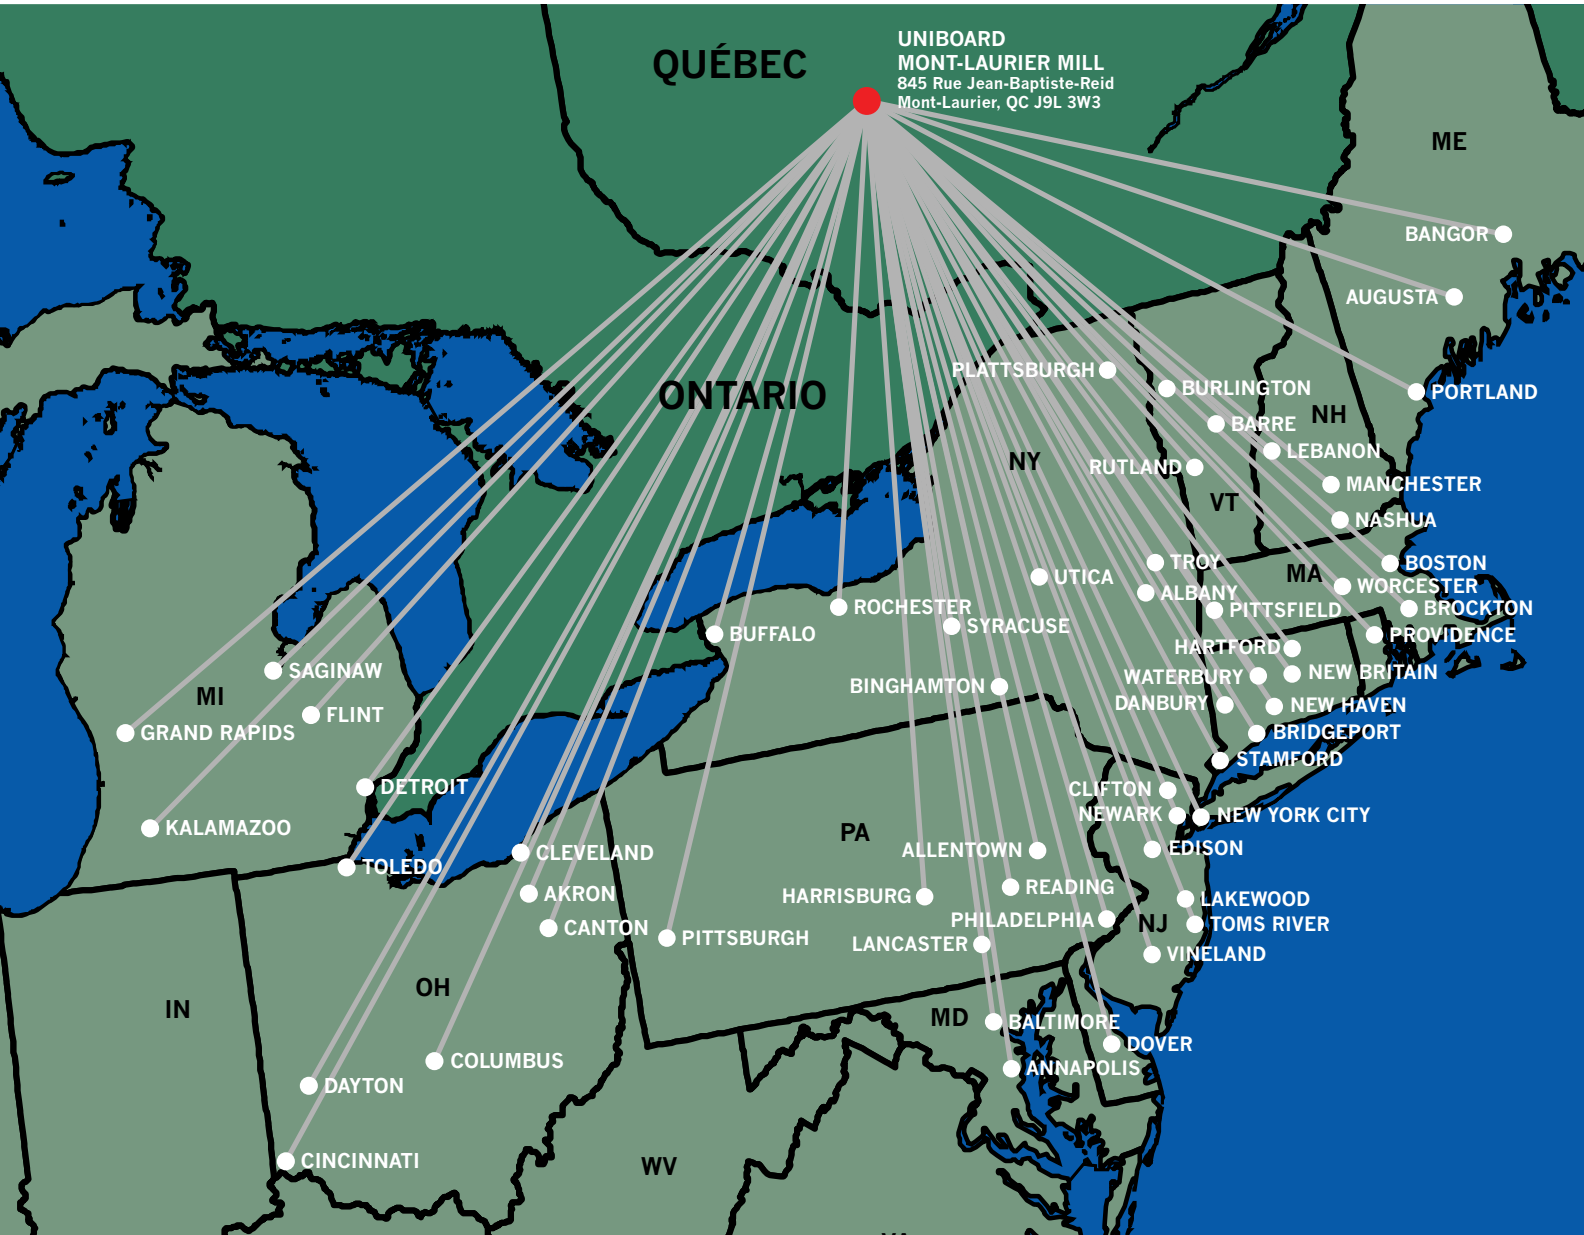 UNIBOARD
MONT-LAURIER MILL
845 Rue Jean-Baptiste-Reid
Mont-Laurier, QC J9L 3W3
QUÉBEC
ME
BANGOR
AUGUSTA
ONTARIO
PLATTSBURGH
BURLINGTON
PORTLAND
NH
BARRE
LEBANON
NY
RUTLAND
MANCHESTER
VT
NASHUA
TROY
BOSTON
MA
UTICA
WORCESTER
ALBANY
ROCHESTER
PITTSFIELD
BROCKTON
SYRACUSE
BUFFALO
PROVIDENCE
HARTFORD
SAGINAW
WATERBURY
NEW BRITAIN
BINGHAMTON
MI
DANBURY
NEW HAVEN
FLINT
GRAND RAPIDS
BRIDGEPORT
STAMFORD
DETROIT
CLIFTON
NEWARK
NEW YORK CITY
KALAMAZOO
PA
EDISON
ALLENTOWN
CLEVELAND
TOLEDO
READING
AKRON
HARRISBURG
LAKEWOOD
PHILADELPHIA
NJ
TOMS RIVER
CANTON
PITTSBURGH
LANCASTER
VINELAND
OH
IN
MD
BALTIMORE
DOVER
COLUMBUS
ANNAPOLIS
DAYTON
CINCINNATI
WV